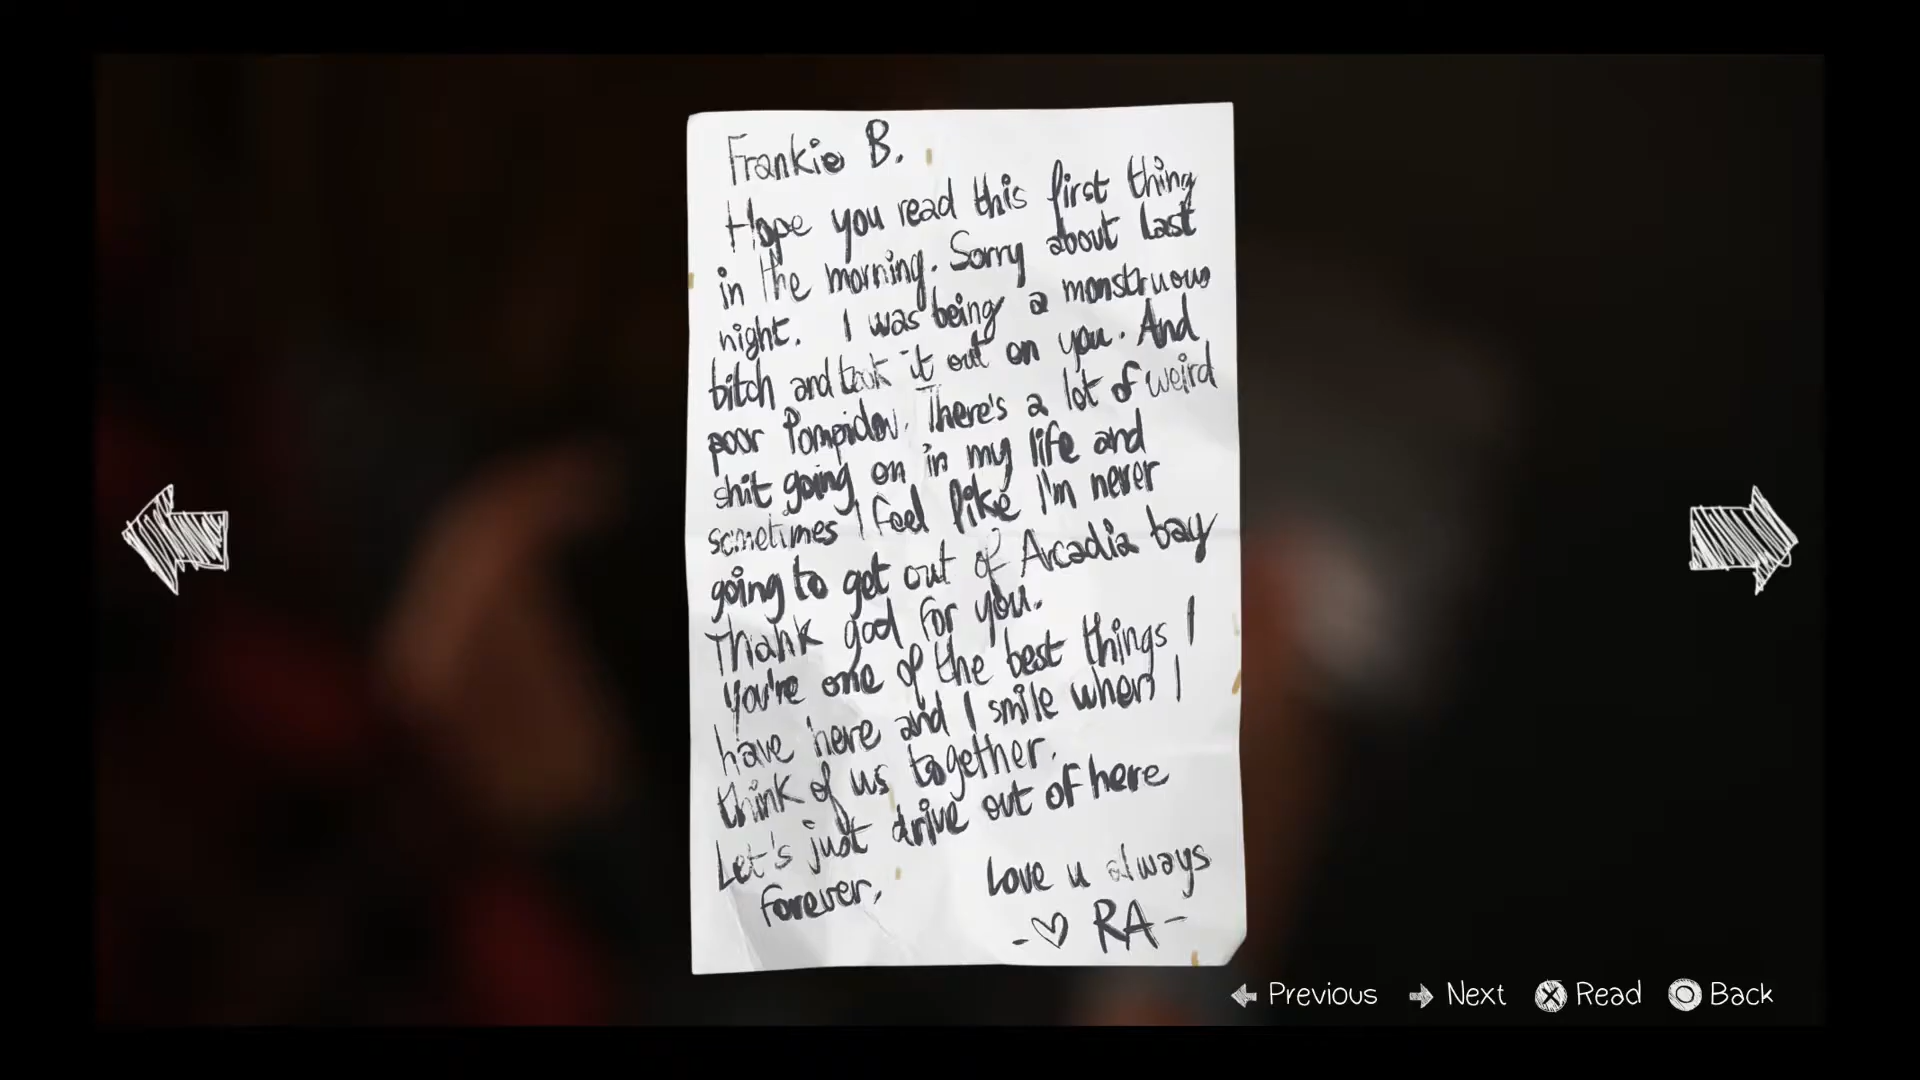 Frankie B.
Hope you read this first thing
in the morning. Sorry about last
night. I was being a monstruous
bitch and took it out on you. And
poor Pompidou. There's a lot of weird
shit going on in my life and
sometimes I feel like I'm never
going to get out of Arcadia bay
Thank god for you.
You're one of the best things I
have here and I smile when I
think of us together.
Let's just drive out of here
forever.
Love u always
-♡ RA-
Previous Next Read Back